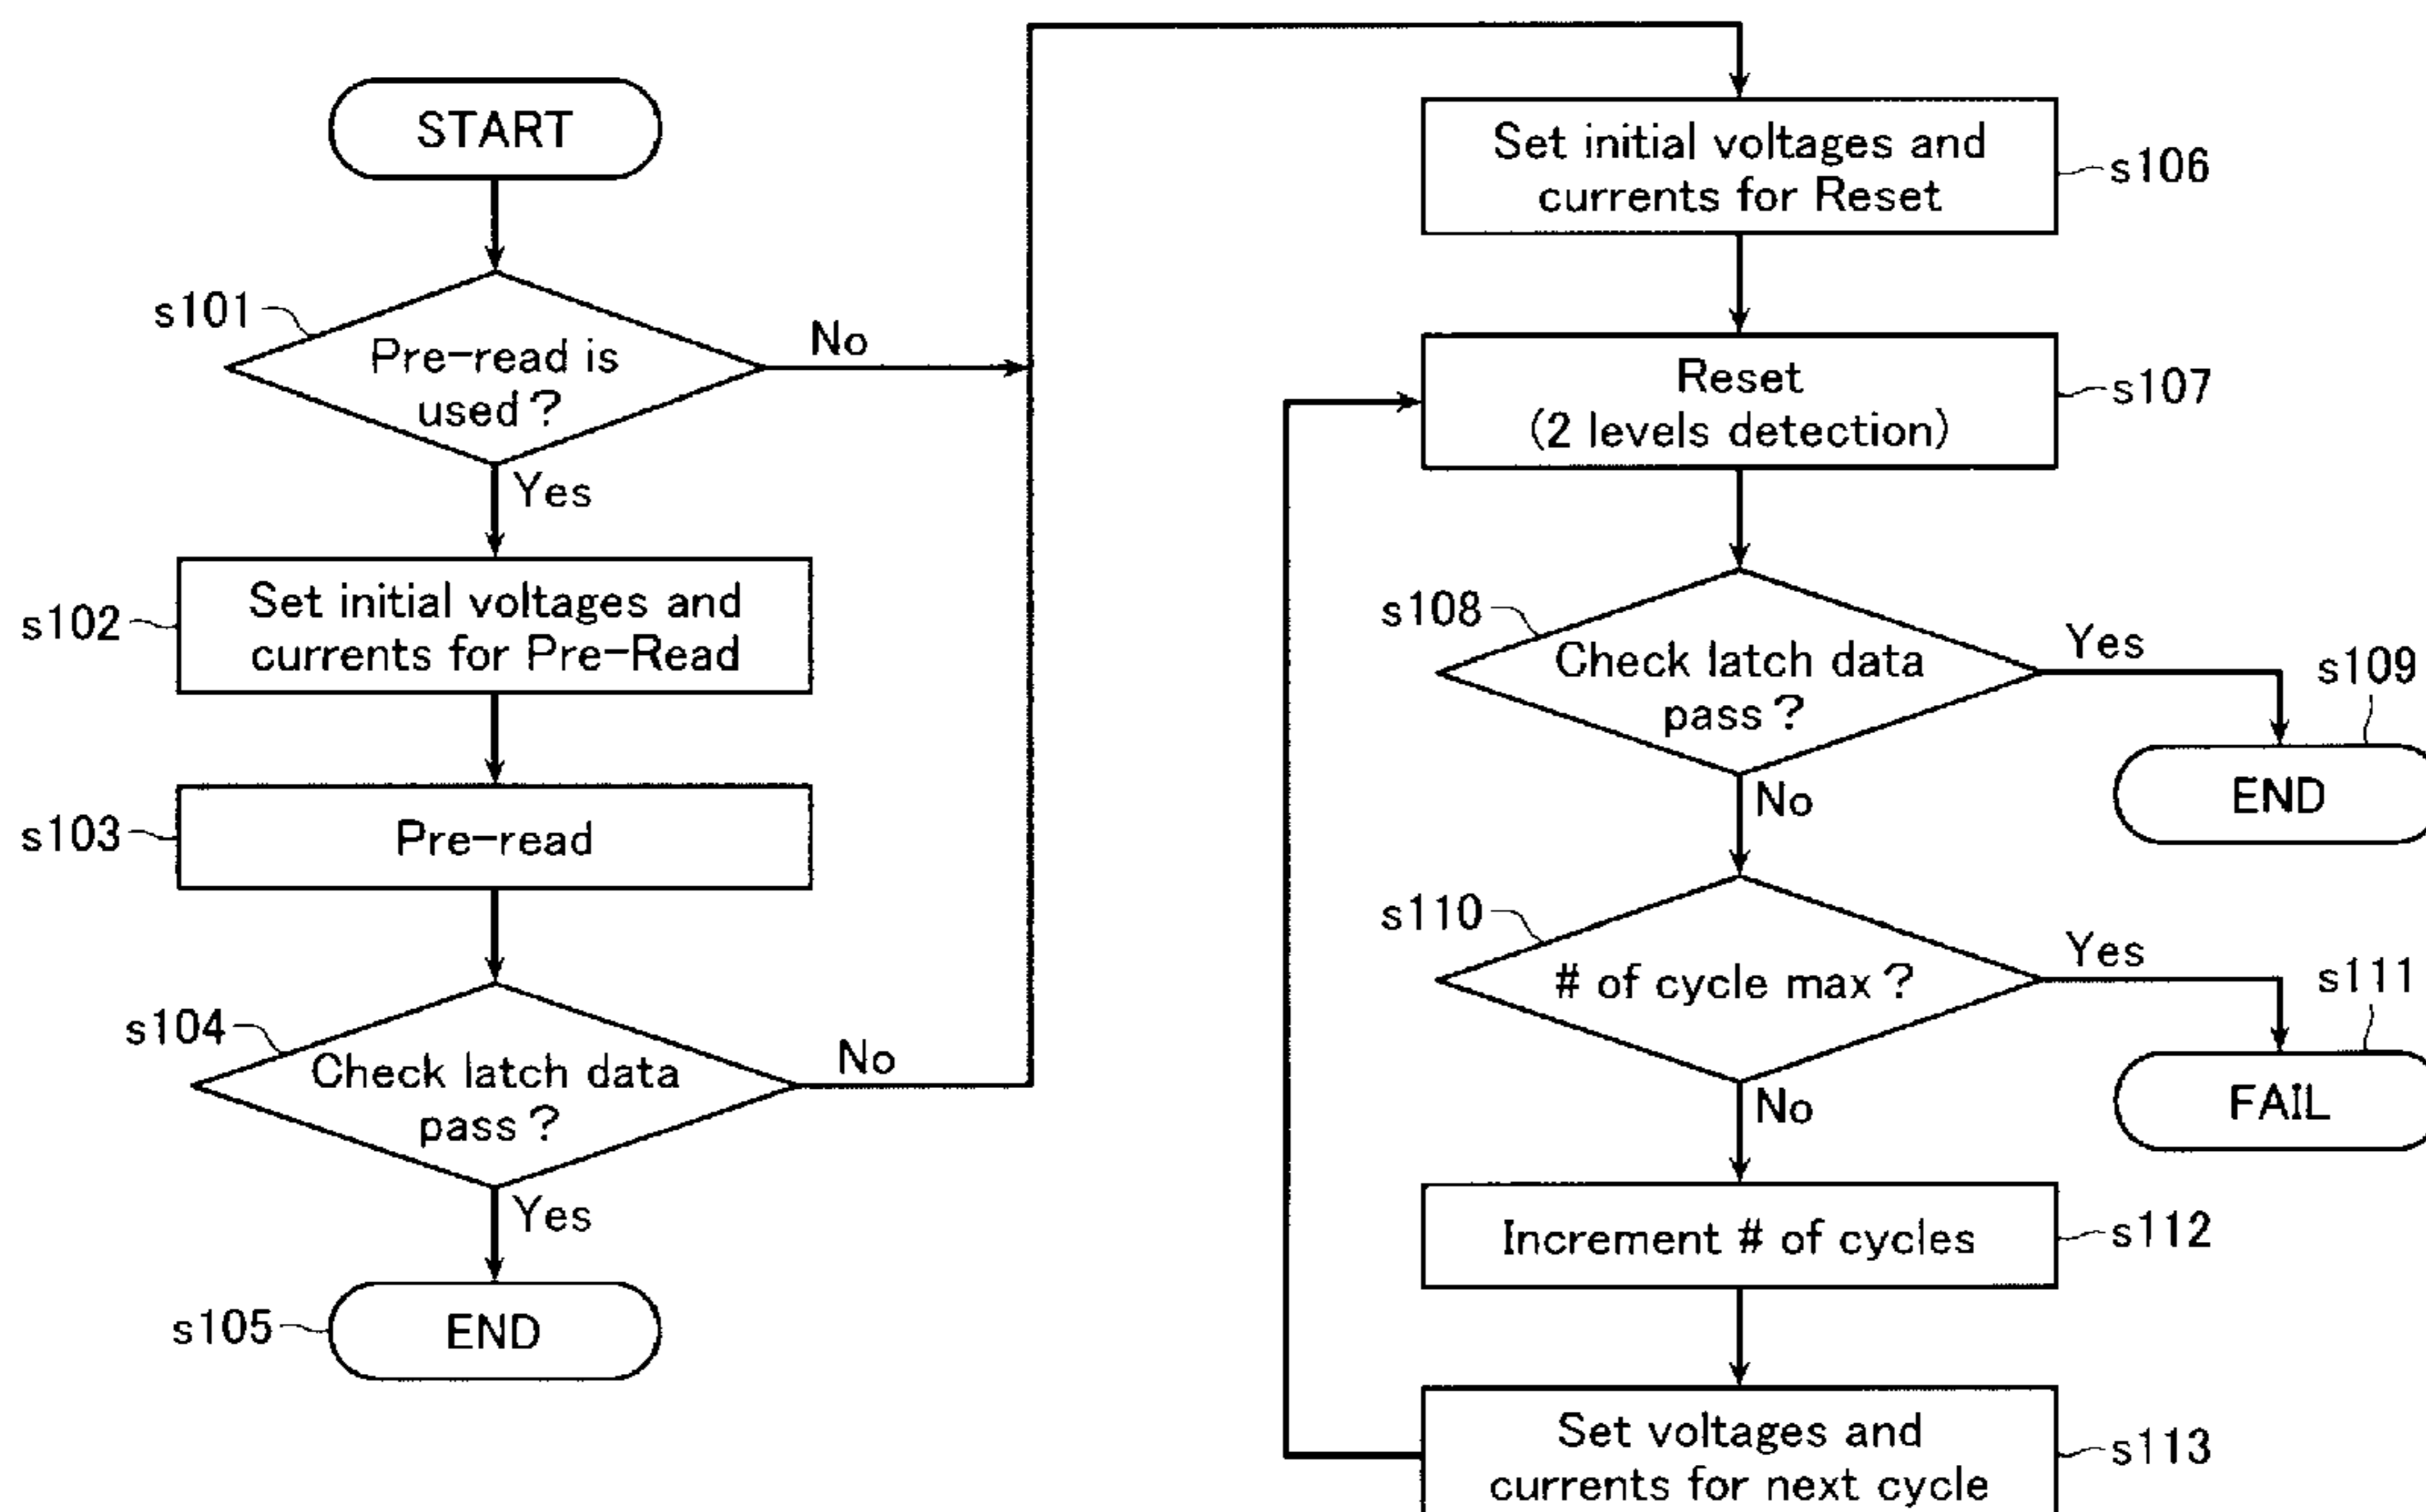 START
s101
Pre-read is
used?
No
Yes
s102
Set initial voltages and
currents for Pre-Read
s103
Pre-read
s104
Check latch data
pass?
No
Yes
s105
END
Set initial voltages and
currents for Reset
s106
Reset
(2 levels detection)
s107
s108
Check latch data
pass?
Yes
s109
END
No
s110
# of cycle max?
Yes
s111
FAIL
No
Increment # of cycles
s112
Set voltages and
currents for next cycle
s113